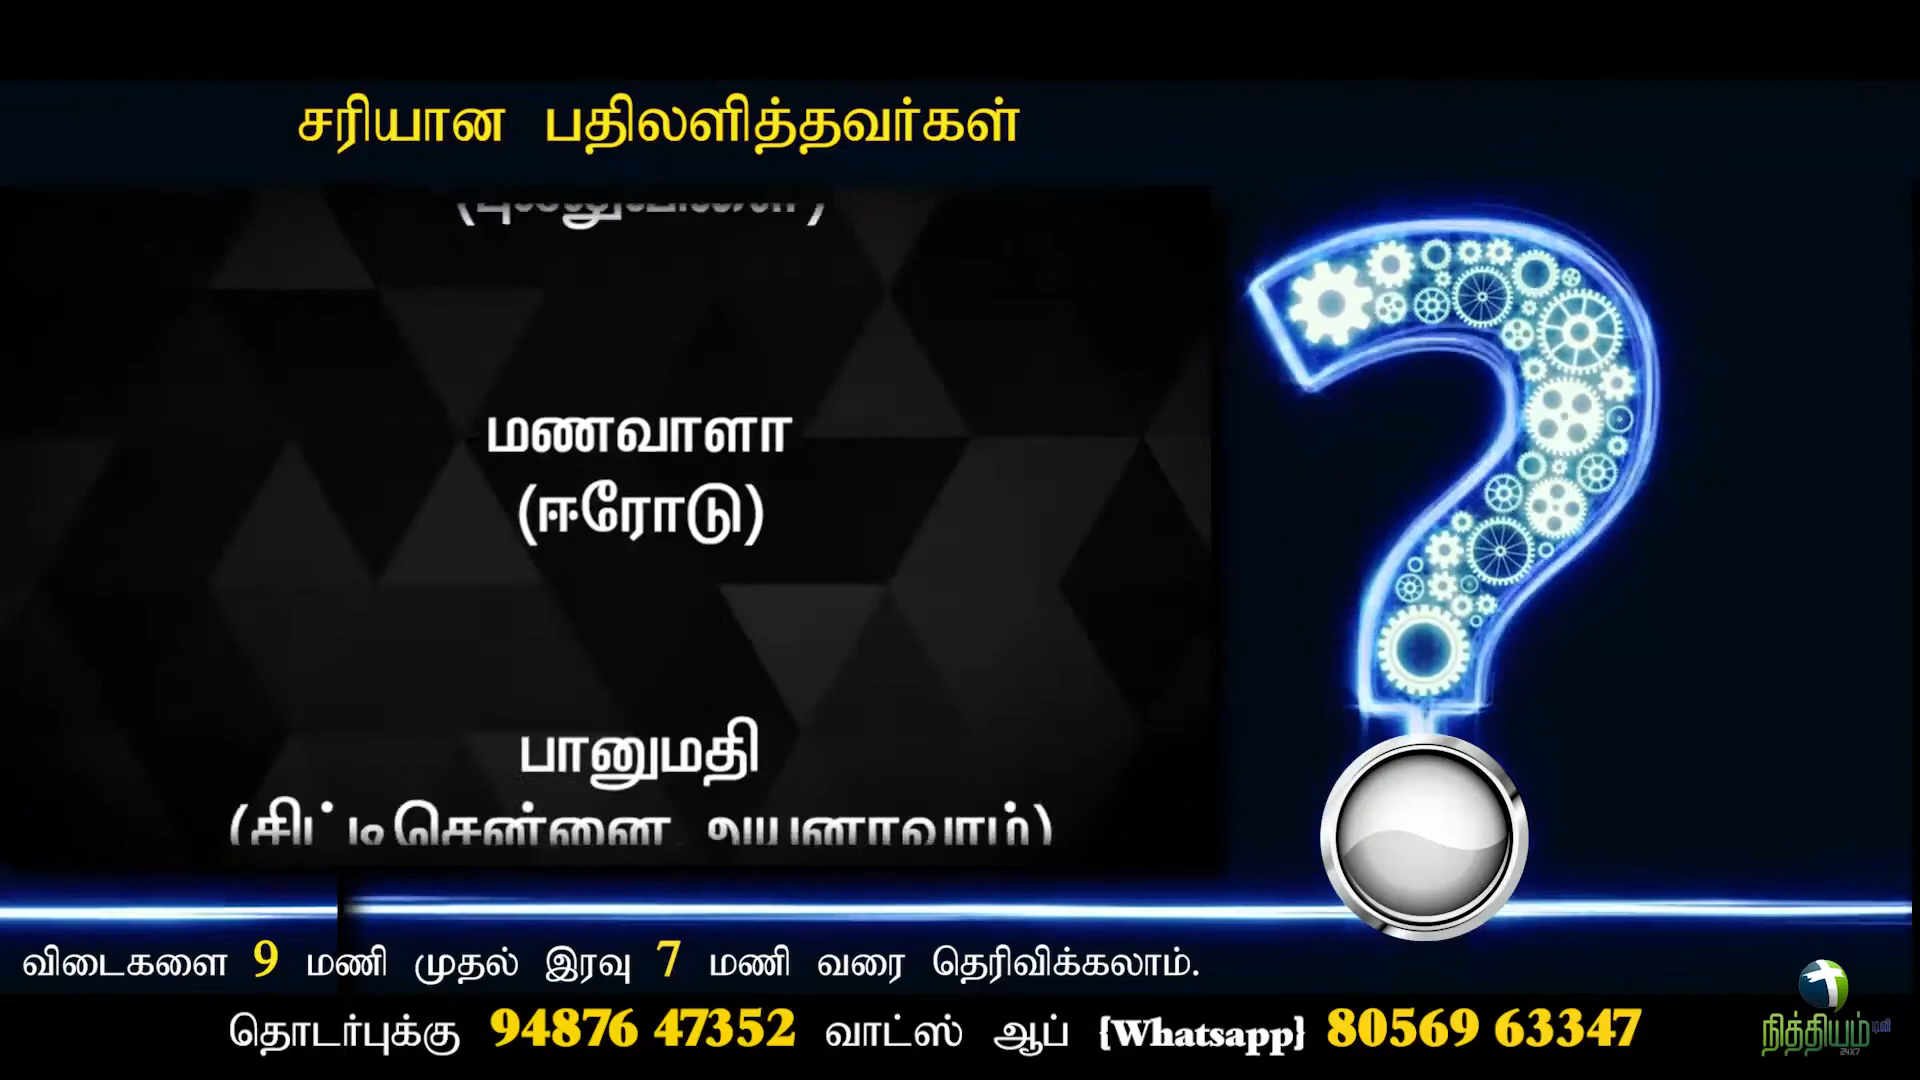 சரியான பதிலளித்தவர்கள்
மணவாளா
(ஈரோடு)
பானுமதி
விடைகளை 9 மணி முதல் இரவு 7 மணி வரை தெரிவிக்கலாம்.
தொடர்புக்கு 94876 47352 வாட்ஸ் ஆப் {Whatsapp} 80569 63347
நித்தியம் டிவி
24X7